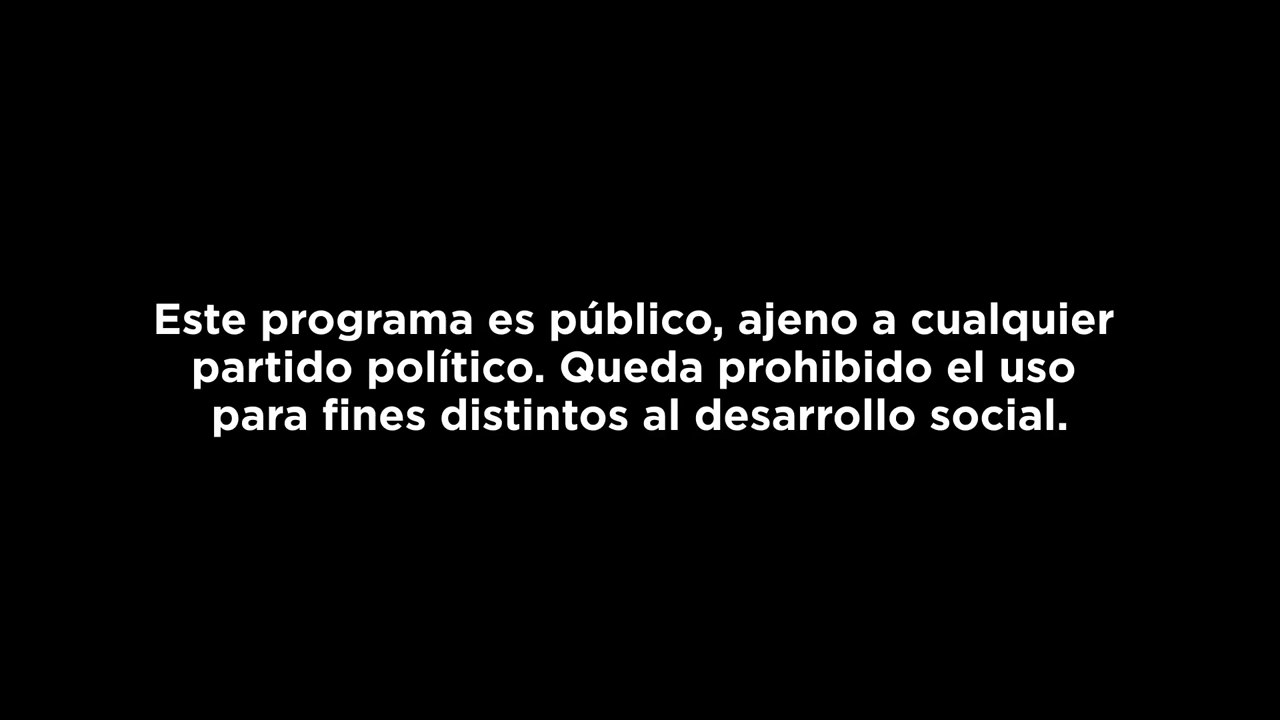 Este programa es público, ajeno a cualquier
partido político. Queda prohibido el uso
para fines distintos al desarrollo social.